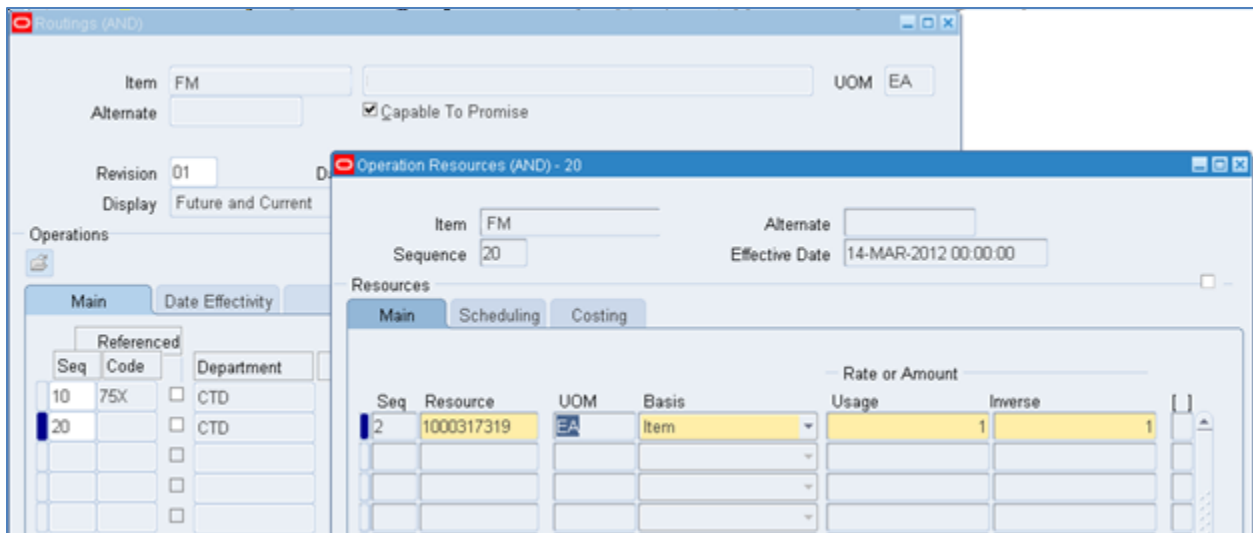 Routings (AND)
Item FM UOM EA
Alternate Capable To Promise
Revision 01 D
Display Future and Current
Operations
Main Date Effectivity
Referenced
Seq Code Department
10 75X CTD
20 CTD
Operation Resources (AND) - 20
Item FM Alternate
Sequence 20 Effective Date 14-MAR-2012 00:00:00
Resources
Main Scheduling Costing
Rate or Amount
Seq Resource UOM Basis Usage Inverse [ ]
2 1000317319 EA Item 1 1